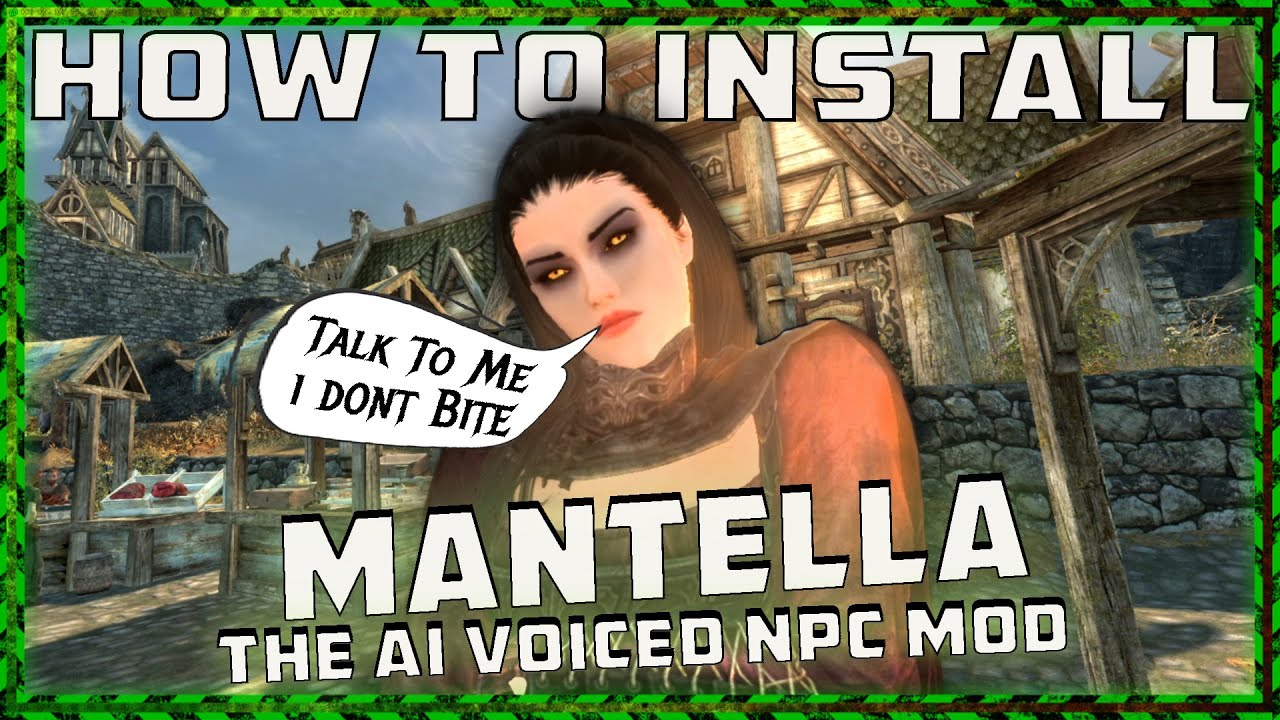 HOW TO INSTALL
TALK TO ME
I DONT BITE
MANTELLA
THE AI VOICED NPC MOD